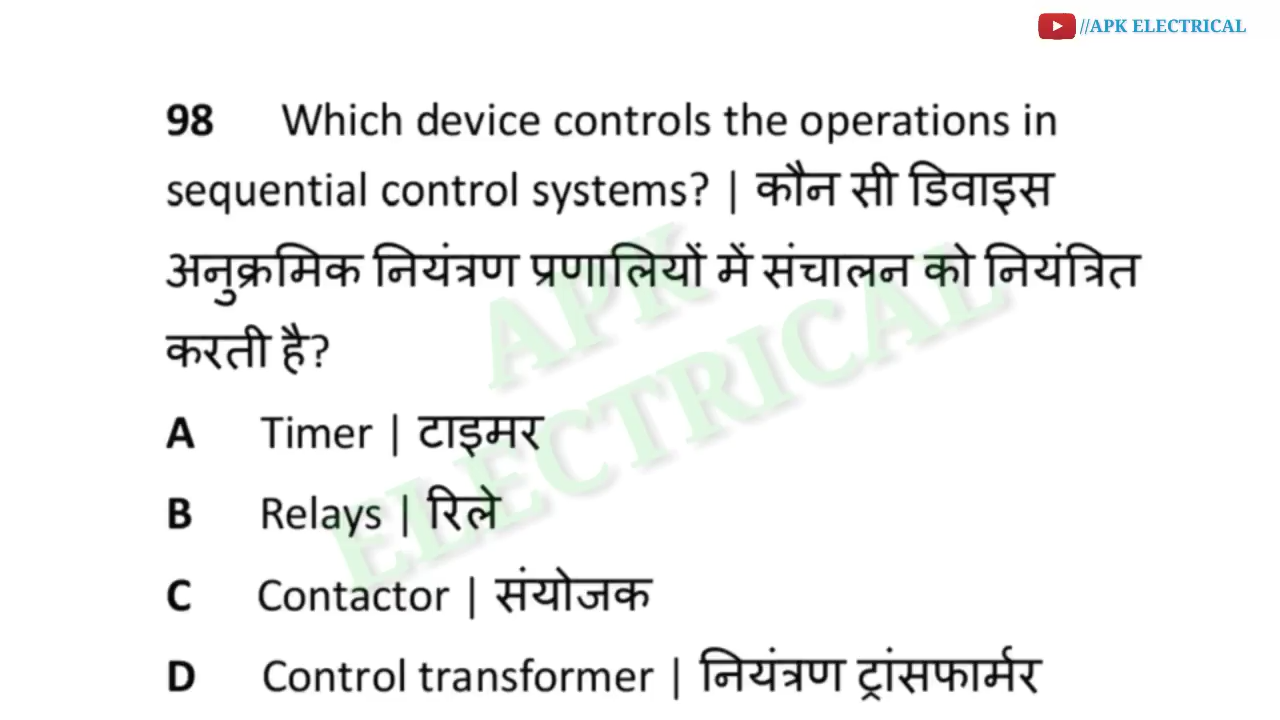 //APK ELECTRICAL
98 Which device controls the operations in
sequential control systems? | कौन सी डिवाइस
अनुक्रमिक नियंत्रण प्रणालियों में संचालन को नियंत्रित
करती है?
A Timer | टाइमर
B Relays | रिले
C Contactor | संयोजक
D Control transformer | नियंत्रण ट्रांसफार्मर
APK
ELECTRICAL